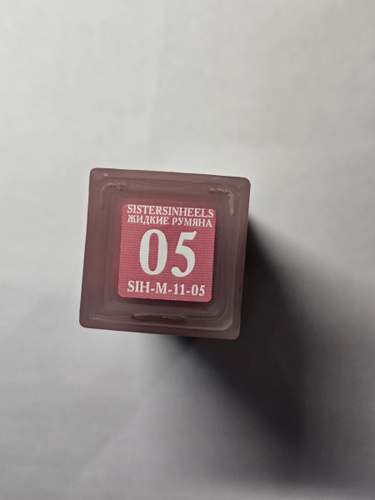 SISTERSINHEELS
ЖИДКИЕ РУМЯНА
05
SIH-M-11-05